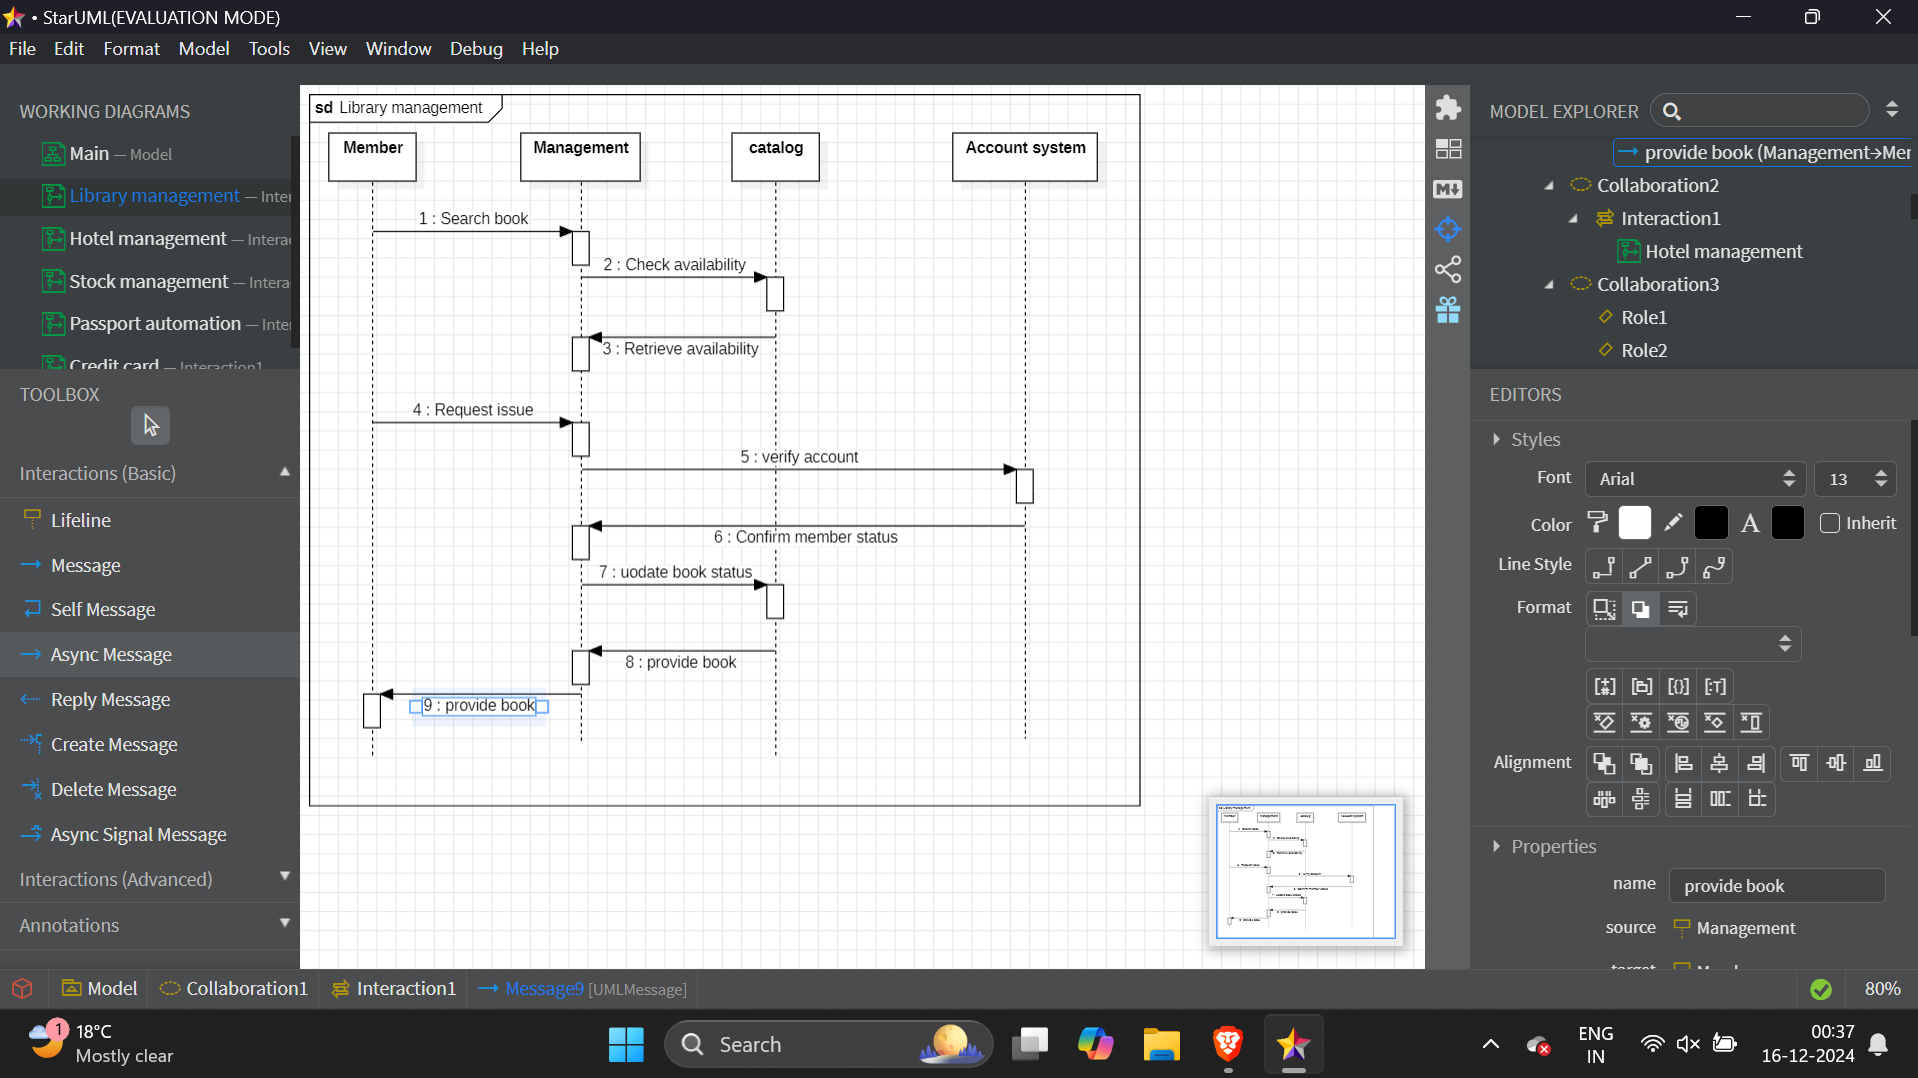 • StarUML(EVALUATION MODE)
File Edit Format Model Tools View Window Debug Help
WORKING DIAGRAMS
Main — Model
Library management — Inter
Hotel management — Intera
Stock management — Intera
Passport automation — Inte
Credit card — Interaction1
TOOLBOX
Interactions (Basic)
Lifeline
Message
Self Message
Async Message
Reply Message
Create Message
Delete Message
Async Signal Message
Interactions (Advanced)
Annotations
sd Library management
Member Management catalog Account system
1 : Search book
2 : Check availability
3 : Retrieve availability
4 : Request issue
5 : verify account
6 : Confirm member status
7 : uodate book status
8 : provide book
9 : provide book
MODEL EXPLORER
provide book (Management→Mer
Collaboration2
Interaction1
Hotel management
Collaboration3
Role1
Role2
EDITORS
Styles
Font Arial 13
Color A Inherit
Line Style
Format
Alignment
Properties
name provide book
source Management
Model Collaboration1 Interaction1 Message9 [UMLMessage] 80%
1 18°C
Mostly clear
Search
ENG
IN
00:37
16-12-2024